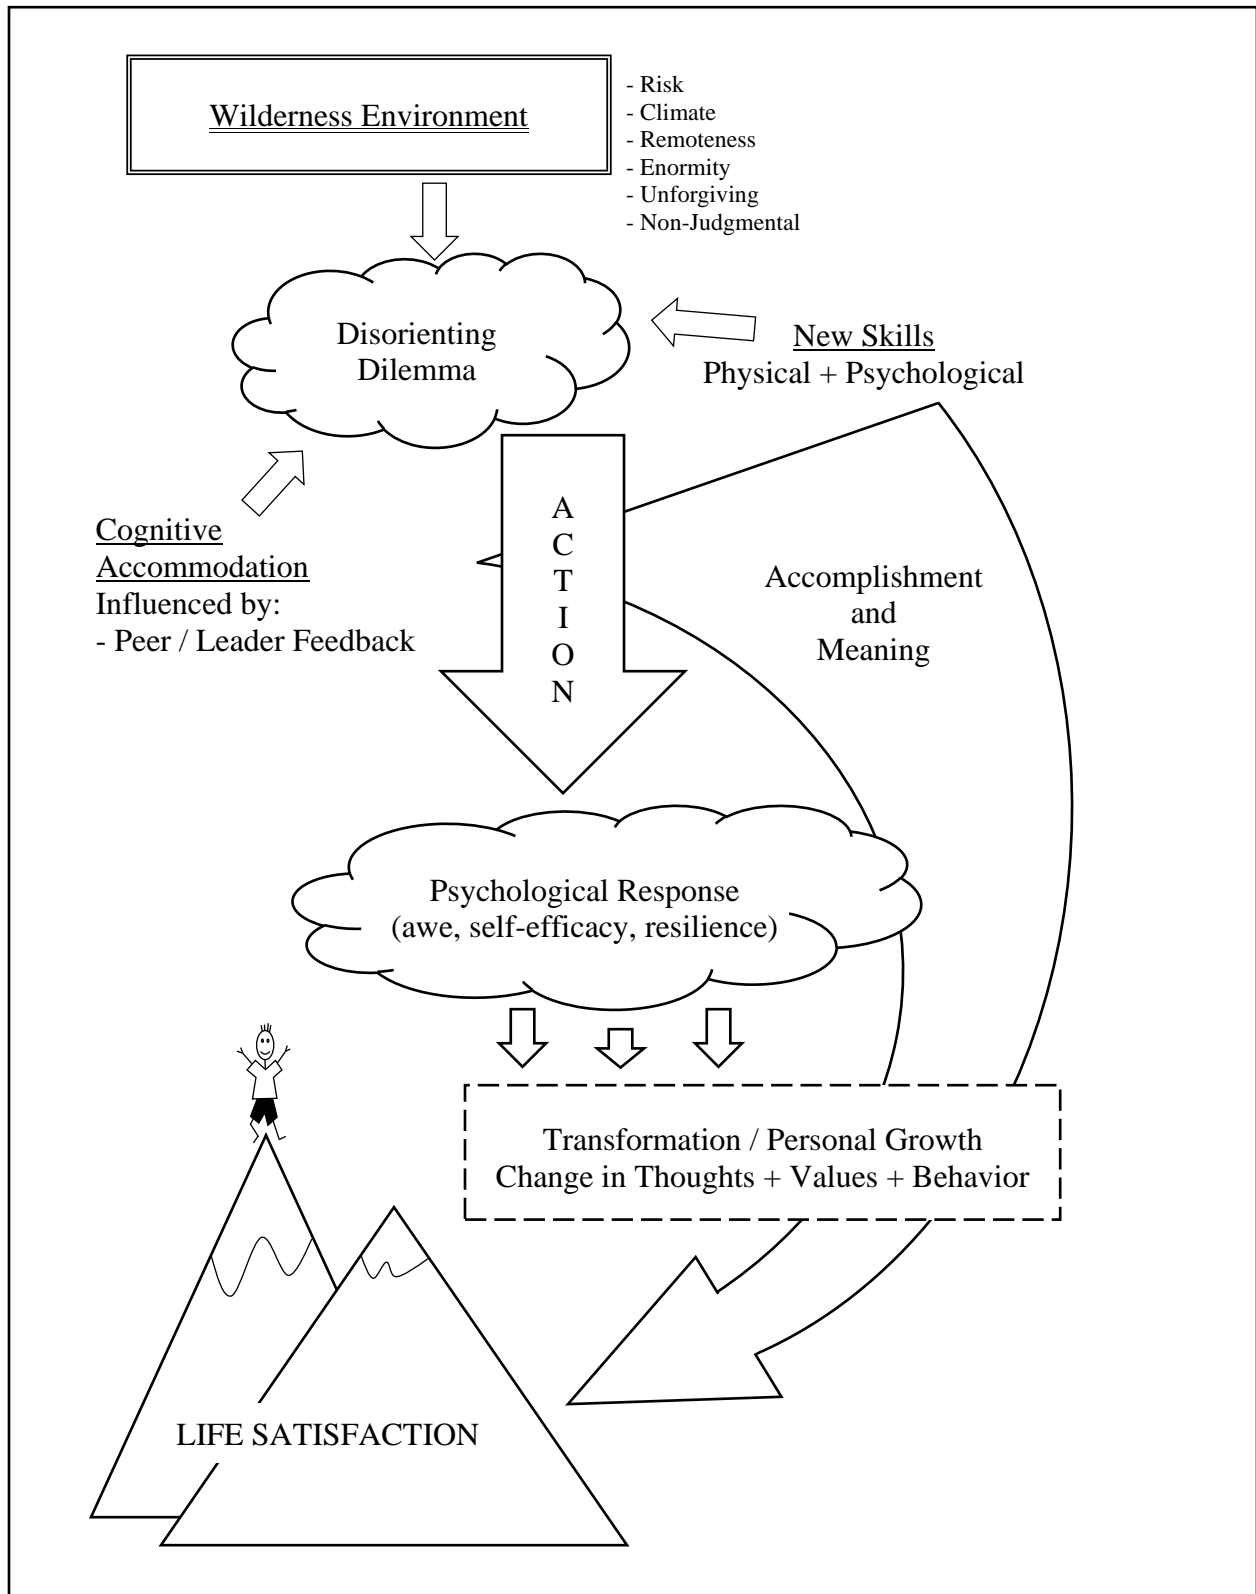 Wilderness Environment
- Risk
- Climate
- Remoteness
- Enormity
- Unforgiving
- Non-Judgmental
Disorienting
Dilemma
New Skills
Physical + Psychological
Cognitive
Accommodation
Influenced by:
- Peer / Leader Feedback
A
C
T
I
O
N
Accomplishment
and
Meaning
Psychological Response
(awe, self-efficacy, resilience)
Transformation / Personal Growth
Change in Thoughts + Values + Behavior
LIFE SATISFACTION